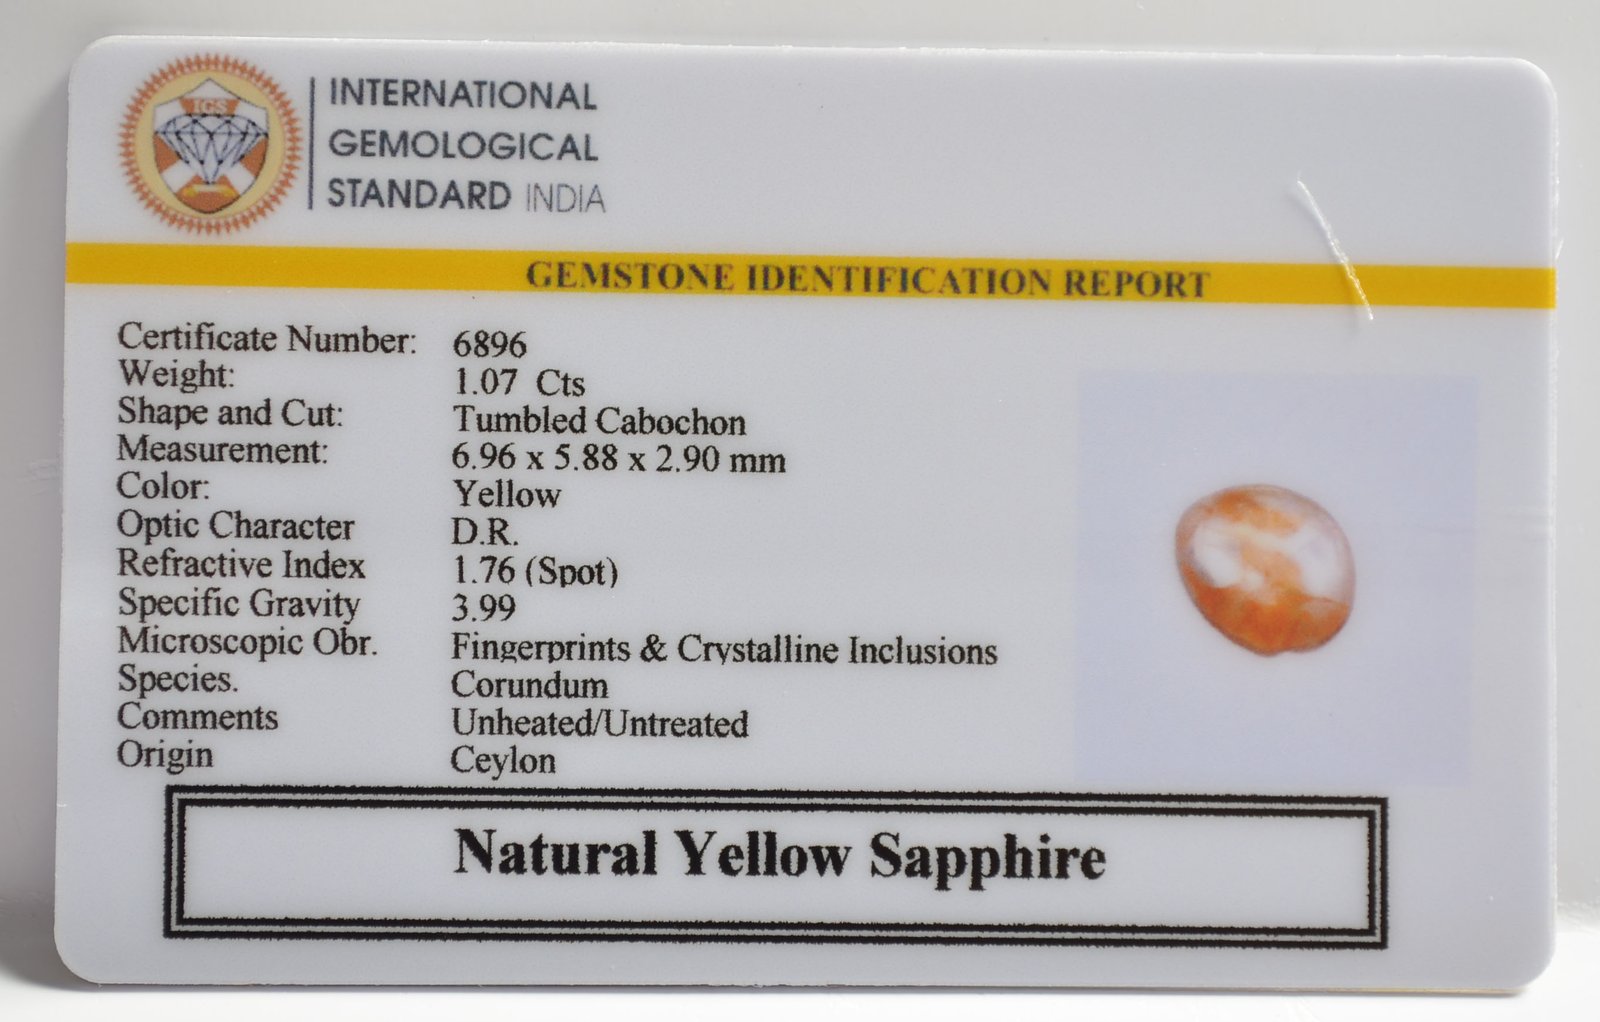 IGS
INTERNATIONAL
GEMOLOGICAL
STANDARD INDIA
GEMSTONE IDENTIFICATION REPORT
Certificate Number: 6896
Weight: 1.07 Cts
Shape and Cut: Tumbled Cabochon
Measurement: 6.96 x 5.88 x 2.90 mm
Color: Yellow
Optic Character D.R.
Refractive Index 1.76 (Spot)
Specific Gravity 3.99
Microscopic Obr. Fingerprints & Crystalline Inclusions
Species. Corundum
Comments Unheated/Untreated
Origin Ceylon
Natural Yellow Sapphire